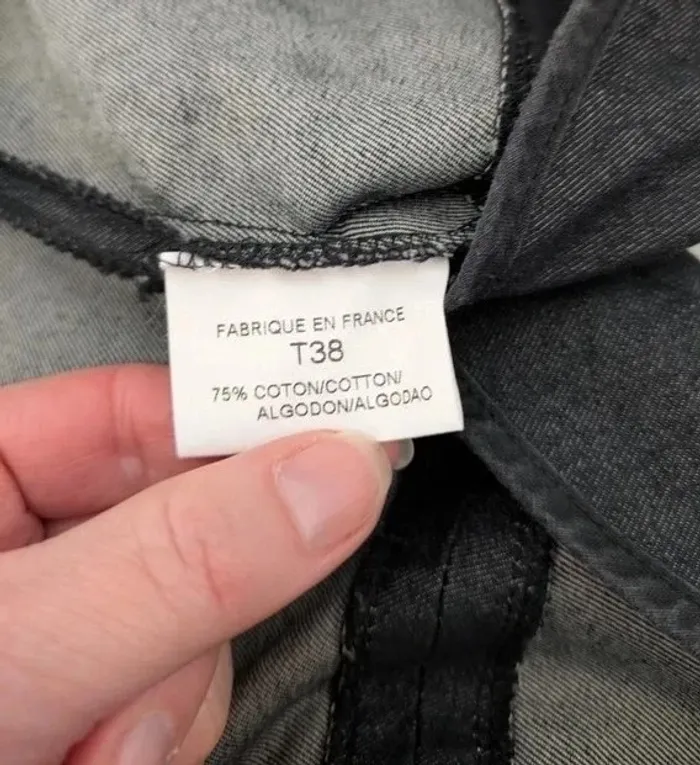 FABRIQUE EN FRANCE
T38
75% COTON/COTTON/
ALGODON/ALGODAO